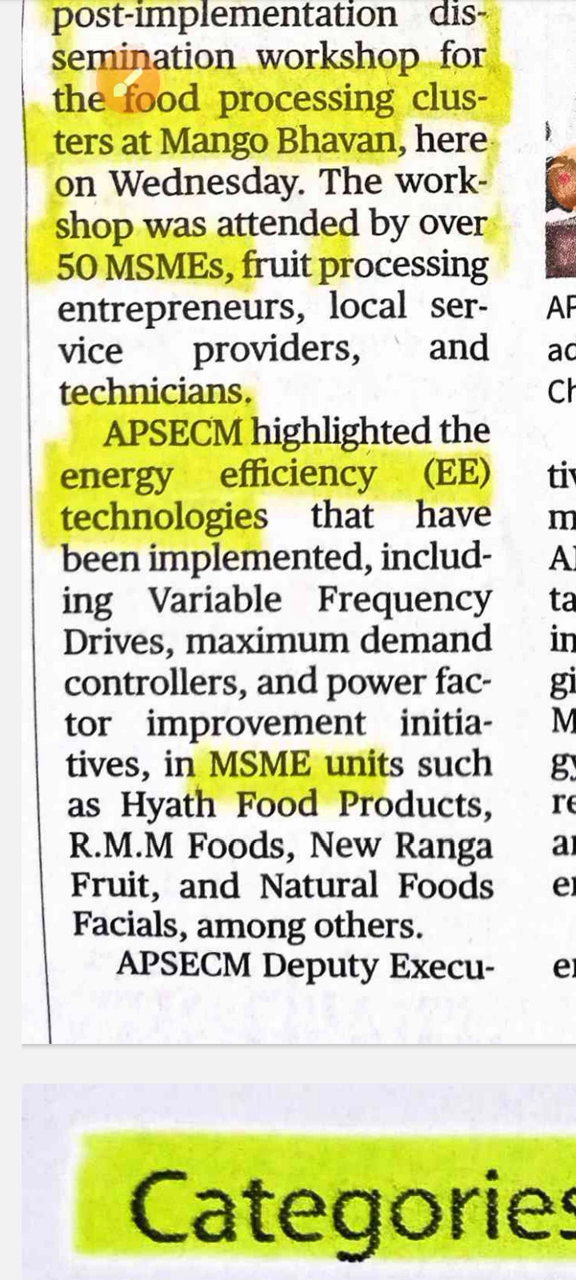 post-implementation dis-
semination workshop for
the food processing clus-
ters at Mango Bhavan, here
on Wednesday. The work-
shop was attended by over
50 MSMEs, fruit processing
entrepreneurs, local ser-
vice providers, and
technicians.
APSECM highlighted the
energy efficiency (EE)
technologies that have
been implemented, includ-
ing Variable Frequency
Drives, maximum demand
controllers, and power fac-
tor improvement initia-
tives, in MSME units such
as Hyath Food Products,
R.M.M Foods, New Ranga
Fruit, and Natural Foods
Facials, among others.
APSECM Deputy Execu-
Categories